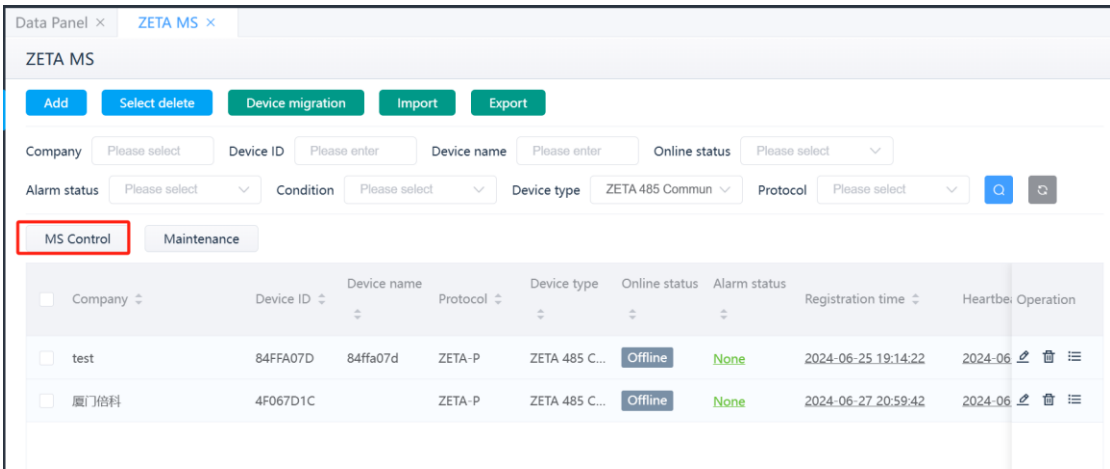 Data Panel × ZETA MS ×
ZETA MS
Add Select delete Device migration Import Export
Company Please select Device ID Please enter Device name Please enter Online status Please select
Alarm status Please select Condition Please select Device type ZETA 485 Commun Protocol Please select
MS Control Maintenance
Company Device ID Device name Protocol Device type Online status Alarm status Registration time Heartbe Operation
test 84FFA07D 84ffa07d ZETA-P ZETA 485 C... Offline None 2024-06-25 19:14:22 2024-06
厦门倍科 4F067D1C ZETA-P ZETA 485 C... Offline None 2024-06-27 20:59:42 2024-06